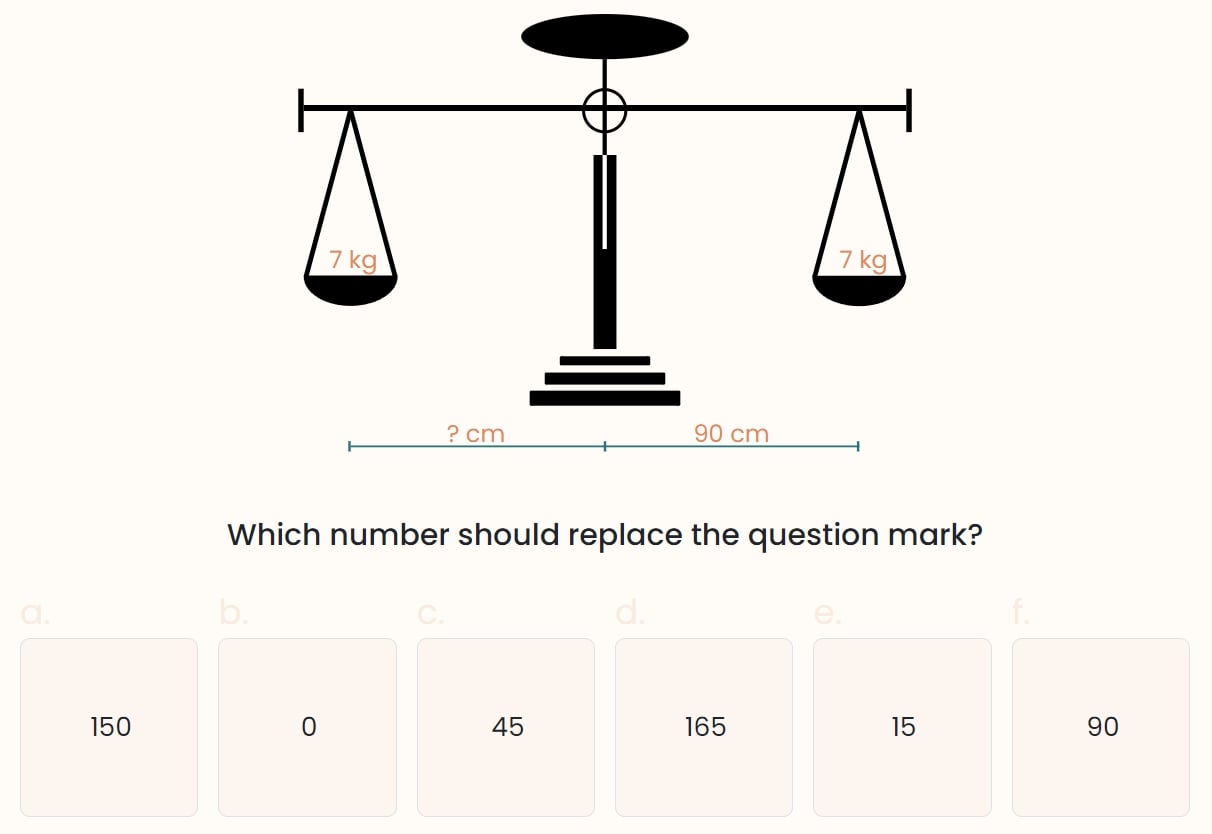 7 kg 7 kg
? cm 90 cm
Which number should replace the question mark?
a. b. c. d. e. f.
150 0 45 165 15 90